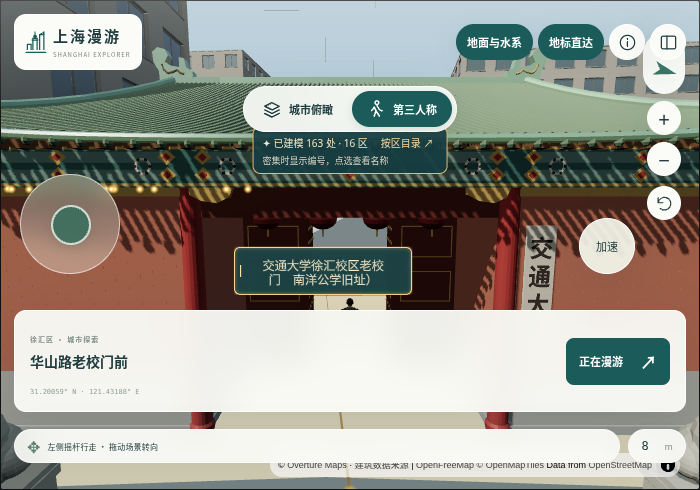 上海漫游
SHANGHAI EXPLORER
地面与水系
地标直达
城市俯瞰
第三人称
✦ 已建模 163 处 · 16 区 按区目录 ↗
密集时显示编号，点选查看名称
加速
交通大学徐汇校区老校
门 南洋公学旧址）
交通大
徐汇区 · 城市探索
华山路老校门前
31.20059° N · 121.43188° E
正在漫游 ↗
左侧摇杆行走 · 拖动场景转向
8 m
© Overture Maps · 建筑数据来源 | OpenFreeMap © OpenMapTiles Data from OpenStreetMap